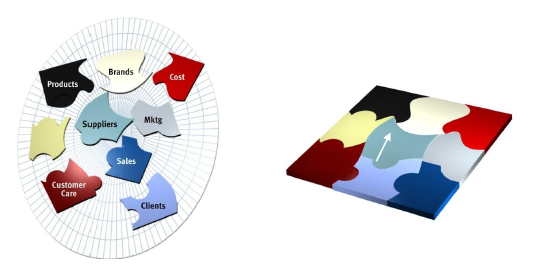 Brands
Products
Cost
Suppliers
Mktg
Sales
Customer
Care
Clients